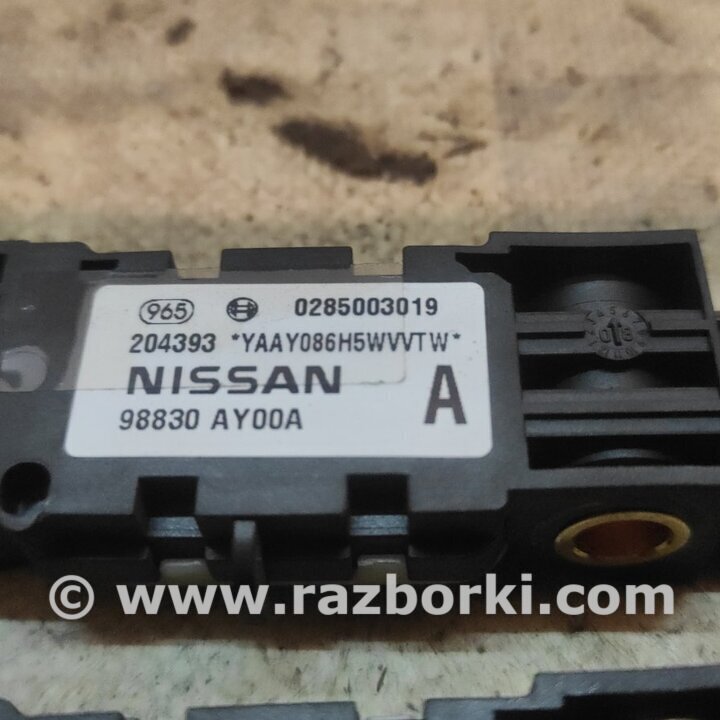 965 0285003019
204393 *YAAY086H5WVVTW*
NISSAN A
98830 AY00A
© www.razborki.com